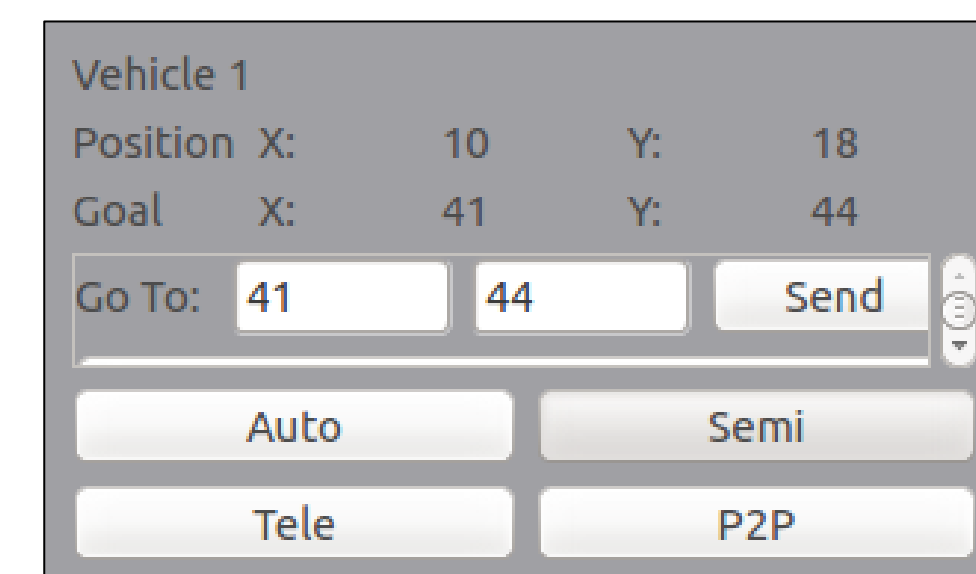 Vehicle 1
Position X: 10 Y: 18
Goal X: 41 Y: 44
Go To: 41 44 Send
Auto Semi
Tele P2P